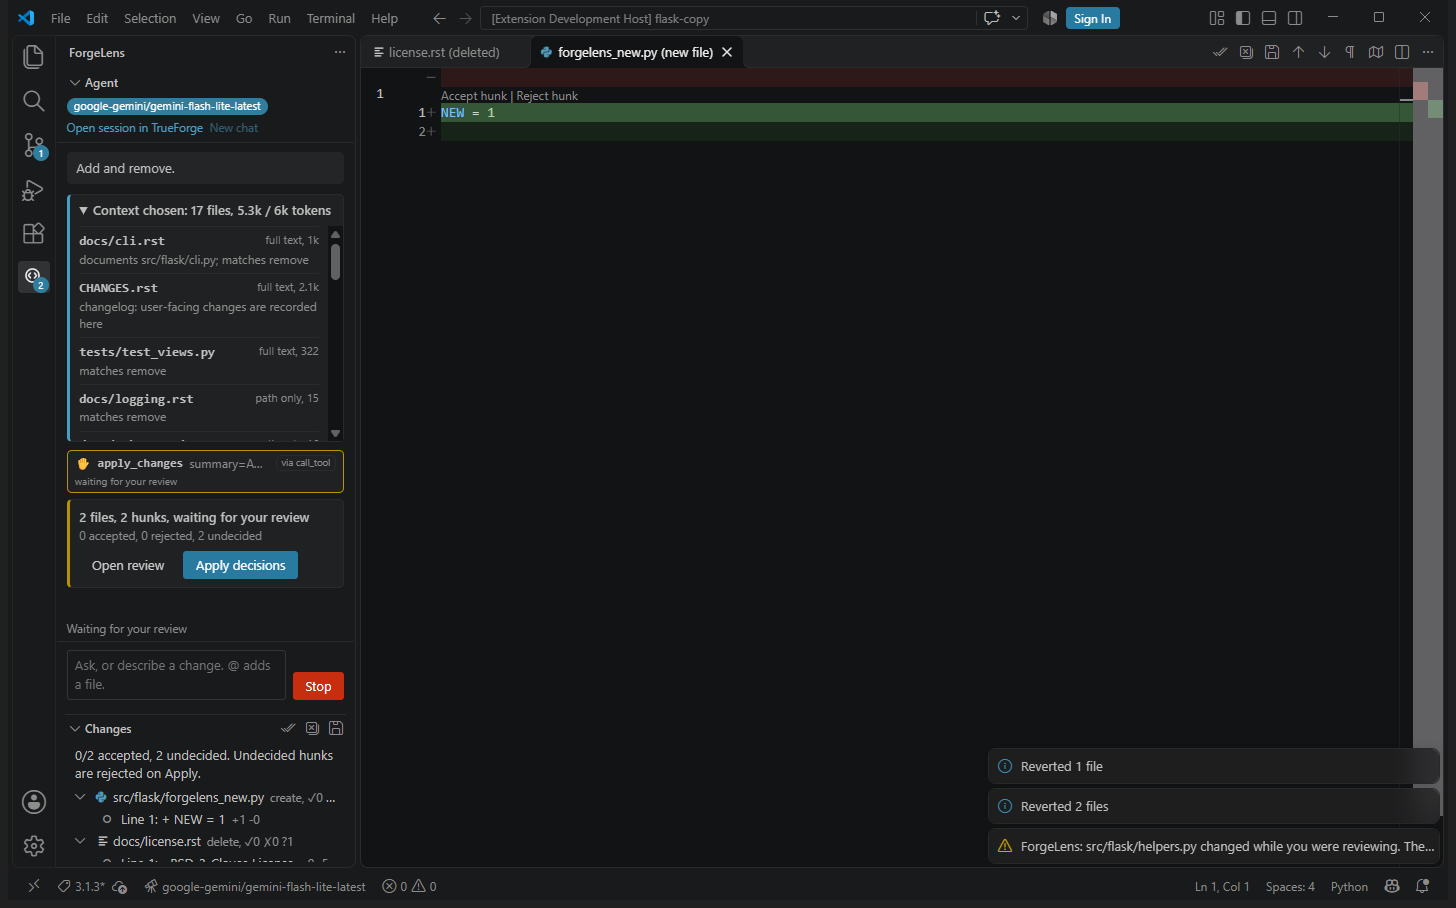 File Edit Selection View Go Run Terminal Help
[Extension Development Host] flask-copy
Sign In
ForgeLens
Agent
google-gemini/gemini-flash-lite-latest
Open session in TrueForge New chat
Add and remove.
Context chosen: 17 files, 5.3k / 6k tokens
docs/cli.rst full text, 1k
documents src/flask/cli.py; matches remove
CHANGES.rst full text, 2.1k
changelog: user-facing changes are recorded
here
tests/test_views.py full text, 322
matches remove
docs/logging.rst path only, 15
matches remove
apply_changes summary=A... via call_tool
waiting for your review
2 files, 2 hunks, waiting for your review
0 accepted, 0 rejected, 2 undecided
Open review Apply decisions
Waiting for your review
Ask, or describe a change. @ adds
a file.
Stop
Changes
0/2 accepted, 2 undecided. Undecided hunks
are rejected on Apply.
src/flask/forgelens_new.py create, ✓0 ...
Line 1: + NEW = 1 +1 -0
docs/license.rst delete, ✓0 ✗0 ?1
license.rst (deleted)
forgelens_new.py (new file)
1
Accept hunk | Reject hunk
1+ NEW = 1
2+
Reverted 1 file
Reverted 2 files
ForgeLens: src/flask/helpers.py changed while you were reviewing. The...
1
2
3.1.3* google-gemini/gemini-flash-lite-latest 0 0
Ln 1, Col 1 Spaces: 4 Python